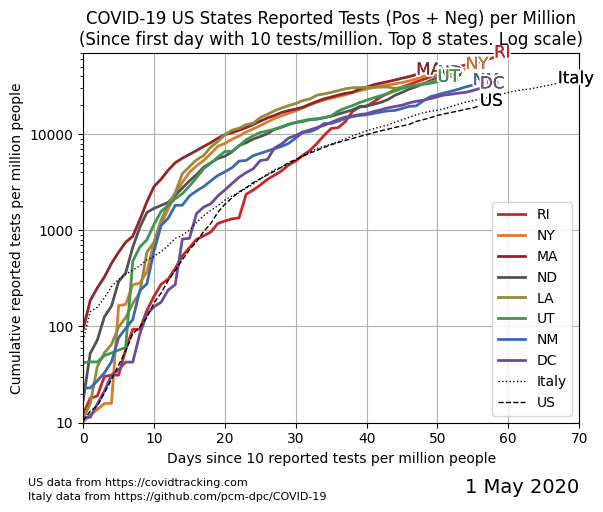 COVID-19 US States Reported Tests (Pos + Neg) per Million
(Since first day with 10 tests/million. Top 8 states. Log scale)
Cumulative reported tests per million people
10000
1000
100
10
0
10
20
30
40
50
60
70
Days since 10 reported tests per million people
RI
NY
MA
UT
DC
US
Italy
RI
NY
MA
ND
LA
UT
NM
DC
Italy
US
US data from https://covidtracking.com
Italy data from https://github.com/pcm-dpc/COVID-19
1 May 2020